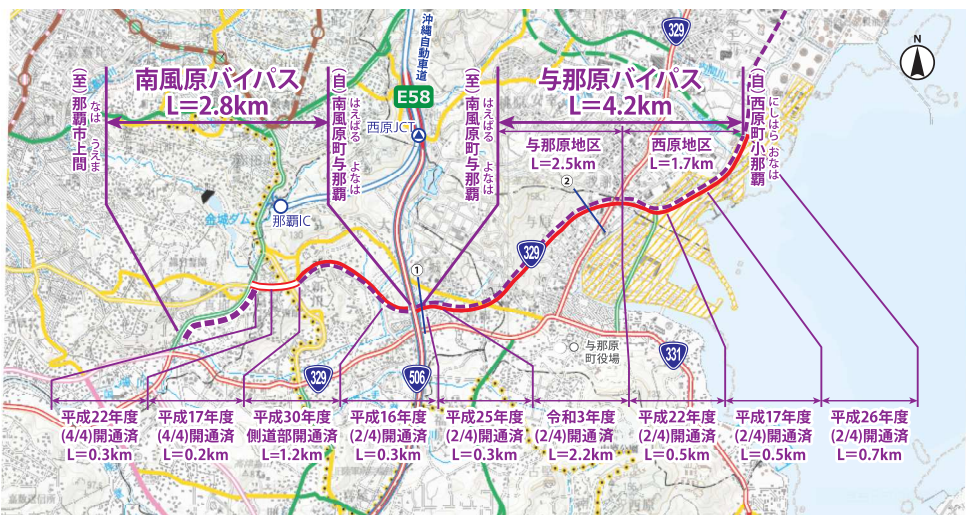 329
N
沖縄自動車道
E58
南風原バイパス
L=2.8km
与那原バイパス
L=4.2km
(至)那覇市上間
なは うえま
(自)南風原町与那覇
はえばる よなは
(至)南風原町与那覇
はえばる よなは
(自)西原町小那覇
にしはら おなは
西原JCT
与那原地区
L=2.5km
西原地区
L=1.7km
②
那覇IC
金城ダム
329
①
与那原
町役場
331
329
506
平成22年度
(4/4)開通済
L=0.3km
平成17年度
(4/4)開通済
L=0.2km
平成30年度
側道部開通済
L=1.2km
平成16年度
(2/4)開通済
L=0.3km
平成25年度
(2/4)開通済
L=0.3km
令和3年度
(2/4)開通済
L=2.2km
平成22年度
(2/4)開通済
L=0.5km
平成17年度
(2/4)開通済
L=0.5km
平成26年度
(2/4)開通済
L=0.7km